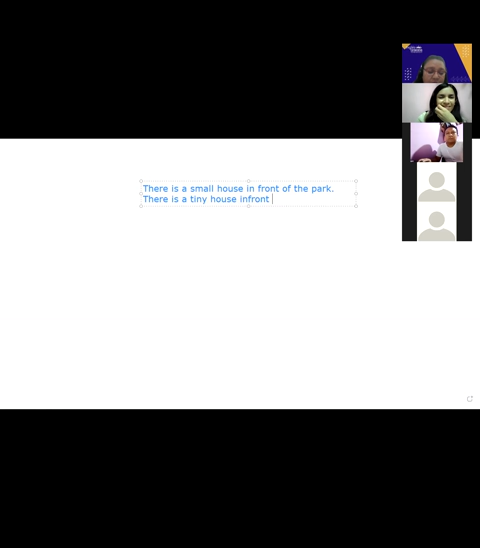 There is a small house in front of the park.
There is a tiny house infront